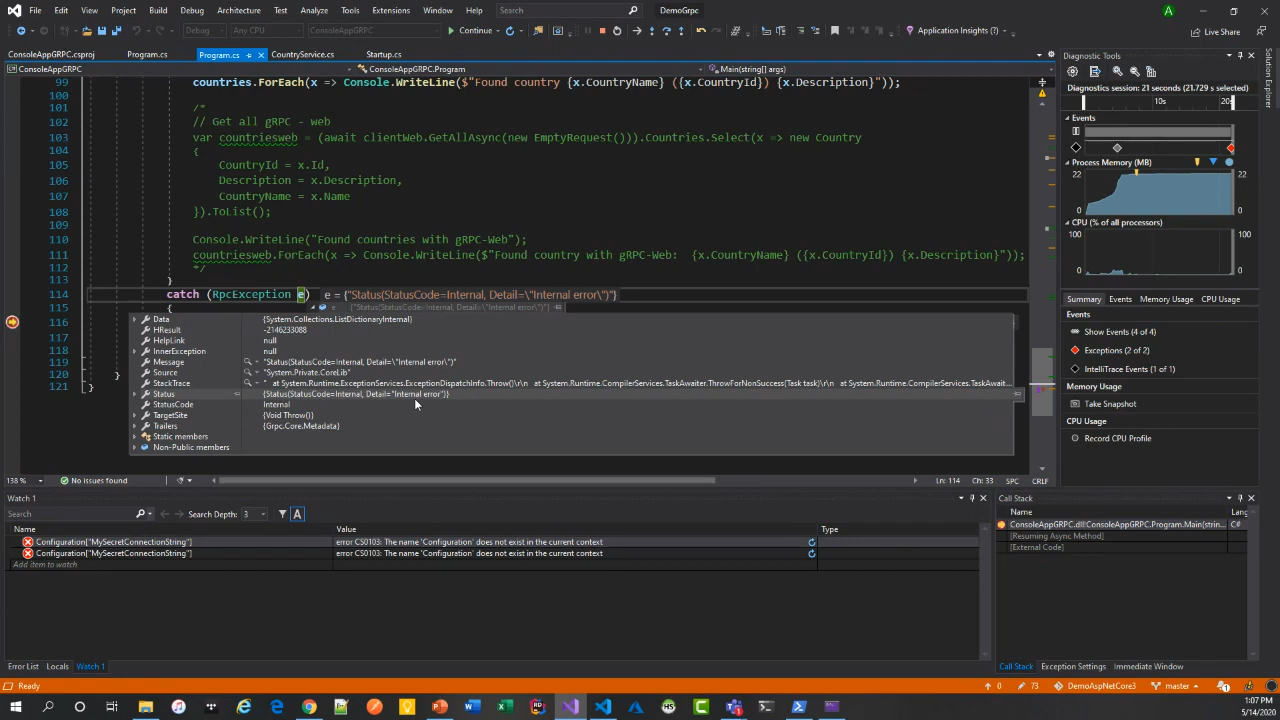 File Edit View Project Build Debug Architecture Test Analyze Tools Extensions Window Help Search DemoGrpc A
Debug Any CPU ConsoleAppGRPC Continue Application Insights (?) Live Share
ConsoleAppGRPC.csproj Program.cs Program.cs CountryService.cs Startup.cs
ConsoleAppGRPC ConsoleAppGRPC.Program Main(string[] args)
99 countries.ForEach(x => Console.WriteLine($"Found country {x.CountryName} ({x.CountryId}) {x.Description}"));
100
101 /*
102 // Get all gRPC - web
103 var countriesweb = (await clientWeb.GetAllAsync(new EmptyRequest())).Countries.Select(x => new Country
104 {
105 CountryId = x.Id,
106 Description = x.Description,
107 CountryName = x.Name
108 }).ToList();
109
110 Console.WriteLine("Found countries with gRPC-Web");
111 countriesweb.ForEach(x => Console.WriteLine($"Found country with gRPC-Web:  {x.CountryName} ({x.CountryId}) {x.Description}"));
112 */
113 }
114 catch (RpcException e) e = {"Status(StatusCode=Internal, Detail=\"Internal error\")"}
115 {
e {"Status(StatusCode=Internal, Detail=\"Internal error\")"}
116
117
118
119
120 }
121 }
Data {System.Collections.ListDictionaryInternal}
HResult -2146233088
HelpLink null
InnerException null
Message "Status(StatusCode=Internal, Detail=\"Internal error\")"
Source "System.Private.CoreLib"
StackTrace "   at System.Runtime.ExceptionServices.ExceptionDispatchInfo.Throw()\r\n   at System.Runtime.CompilerServices.TaskAwaiter.ThrowForNonSuccess(Task task)\r\n   at System.Runtime.CompilerServices.TaskAwait...
Status {Status(StatusCode=Internal, Detail="Internal error")}
StatusCode Internal
TargetSite {Void Throw()}
Trailers {Grpc.Core.Metadata}
Static members
Non-Public members
138 % No issues found Ln: 114 Ch: 33 SPC CRLF
Diagnostic Tools
Diagnostics session: 21 seconds (21.729 s selected)
10s 20s
Events
Process Memory (MB)
22 22
0 0
CPU (% of all processors)
100 100
0 0
Summary Events Memory Usage CPU Usage
Events
Show Events (4 of 4)
Exceptions (2 of 2)
IntelliTrace Events (1 of 1)
Memory Usage
Take Snapshot
CPU Usage
Record CPU Profile
Solution Explorer
Watch 1
Search Search Depth: 3 A
Name Value Type
Configuration["MySecretConnectionString"] error CS0103: The name 'Configuration' does not exist in the current context
Configuration["MySecretConnectionString"] error CS0103: The name 'Configuration' does not exist in the current context
Add item to watch
Call Stack
Name Lang
ConsoleAppGRPC.dll!ConsoleAppGRPC.Program.Main(strin... C#
[Resuming Async Method]
[External Code]
Error List Locals Watch 1
Call Stack Exception Settings Immediate Window
Ready 0 73 DemoAspNetCore3 master
1:07 PM
5/14/2020